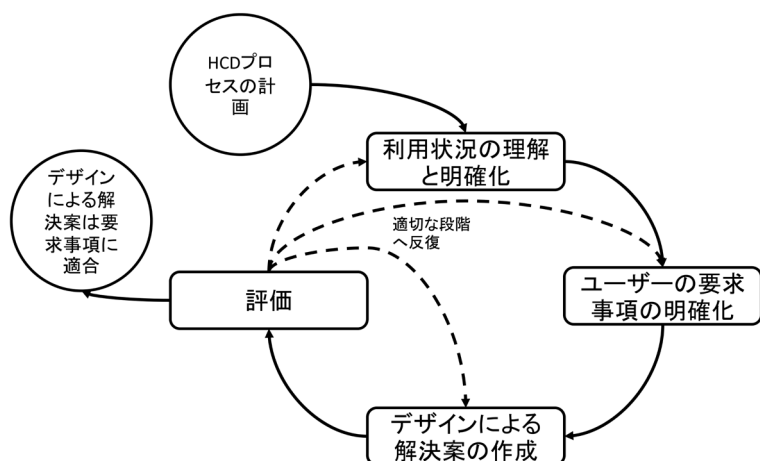 HCDプロ
セスの計
画
利用状況の理解
と明確化
デザイン
による解
決案は要
求事項に
適合
適切な段階
へ反復
評価
ユーザーの要求
事項の明確化
デザインによる
解決案の作成